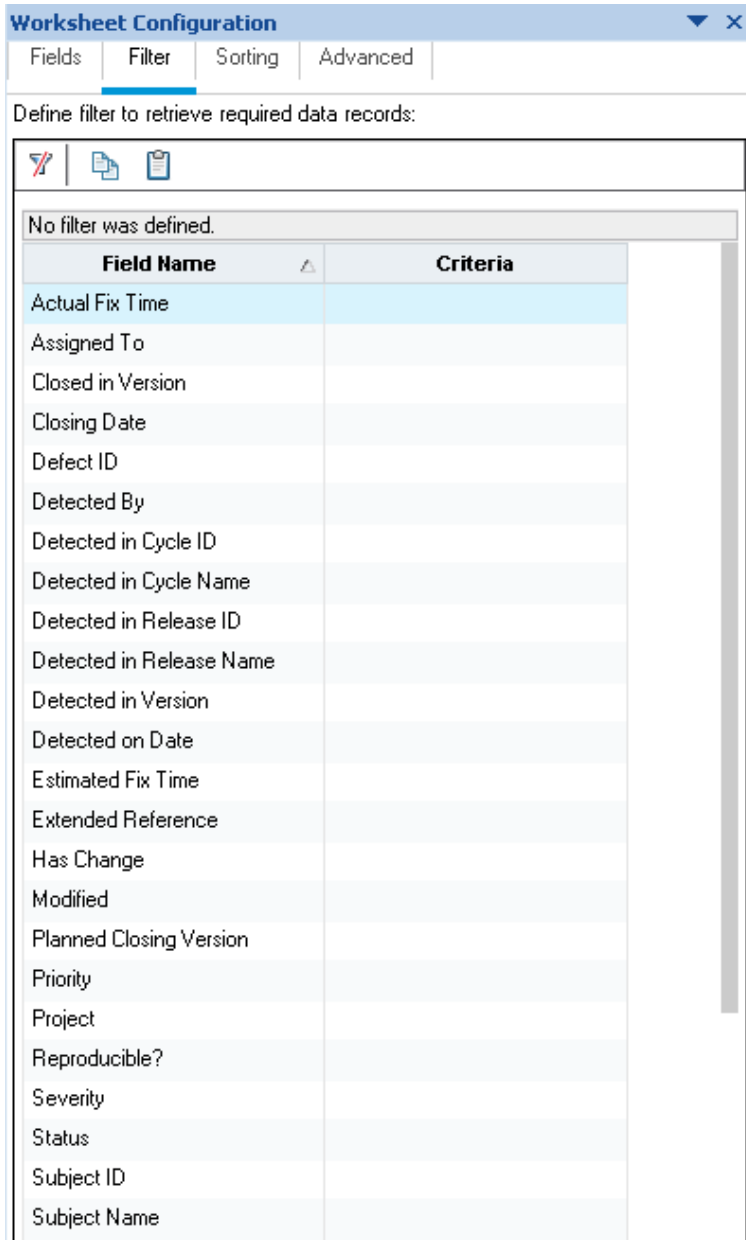 Worksheet Configuration
Fields Filter Sorting Advanced
Define filter to retrieve required data records:
No filter was defined.
Field Name Criteria
Actual Fix Time
Assigned To
Closed in Version
Closing Date
Defect ID
Detected By
Detected in Cycle ID
Detected in Cycle Name
Detected in Release ID
Detected in Release Name
Detected in Version
Detected on Date
Estimated Fix Time
Extended Reference
Has Change
Modified
Planned Closing Version
Priority
Project
Reproducible?
Severity
Status
Subject ID
Subject Name